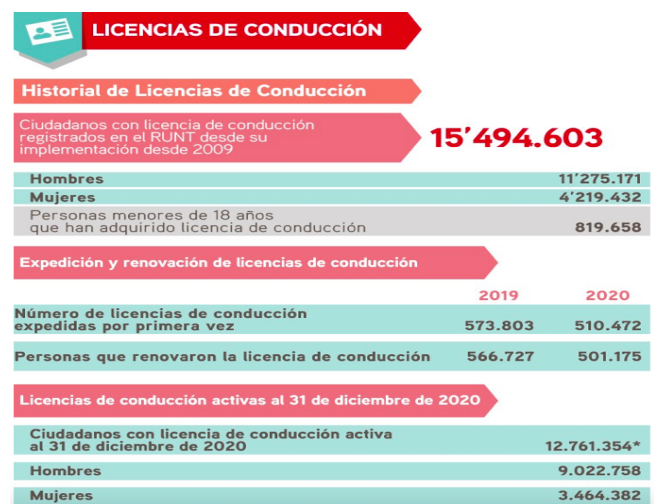 LICENCIAS DE CONDUCCIÓN
Historial de Licencias de Conducción
Ciudadanos con licencia de conducción
registrados en el RUNT desde su
implementación desde 2009
15’494.603
Hombres 11’275.171
Mujeres 4’219.432
Personas menores de 18 años
que han adquirido licencia de conducción 819.658
Expedición y renovación de licencias de conducción
2019 2020
Número de licencias de conducción
expedidas por primera vez 573.803 510.472
Personas que renovaron la licencia de conducción 566.727 501.175
Licencias de conducción activas al 31 de diciembre de 2020
Ciudadanos con licencia de conducción activa
al 31 de diciembre de 2020 12.761.354*
Hombres 9.022.758
Mujeres 3.464.382